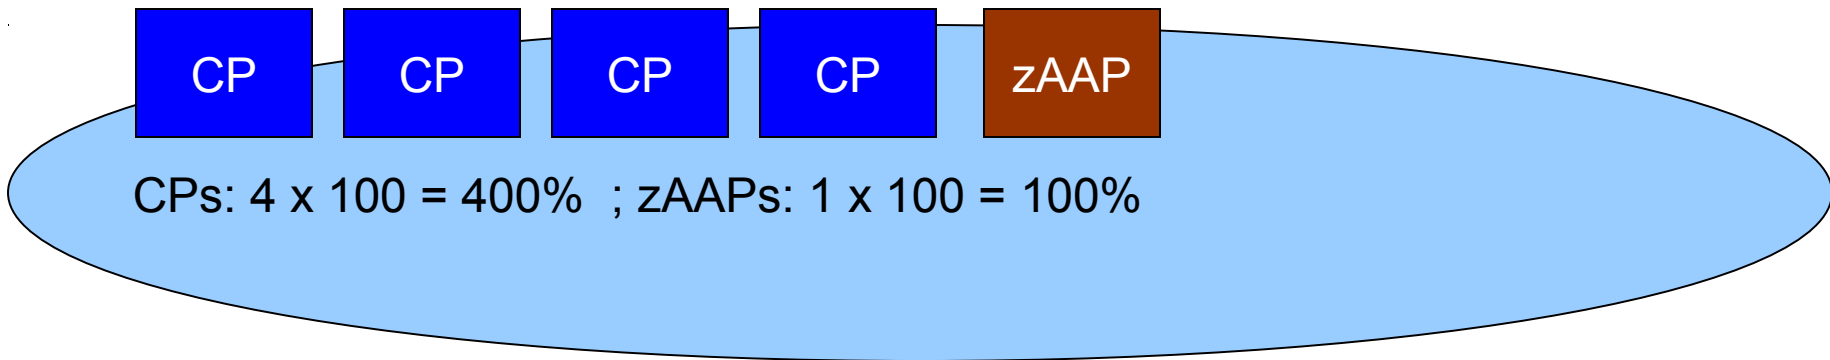 CP CP CP CP zAAP
CPs: 4 x 100 = 400% ; zAAPs: 1 x 100 = 100%